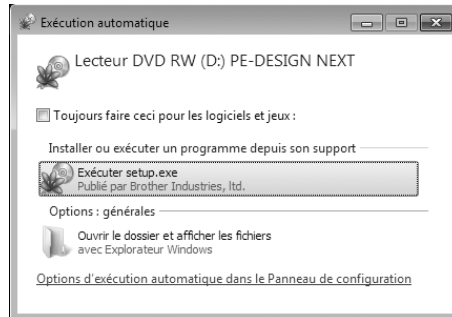 Exécution automatique
Lecteur DVD RW (D:) PE-DESIGN NEXT
Toujours faire ceci pour les logiciels et jeux :
Installer ou exécuter un programme depuis son support
Exécuter setup.exe
Publié par Brother Industries, ltd.
Options : générales
Ouvrir le dossier et afficher les fichiers
avec Explorateur Windows
Options d'exécution automatique dans le Panneau de configuration